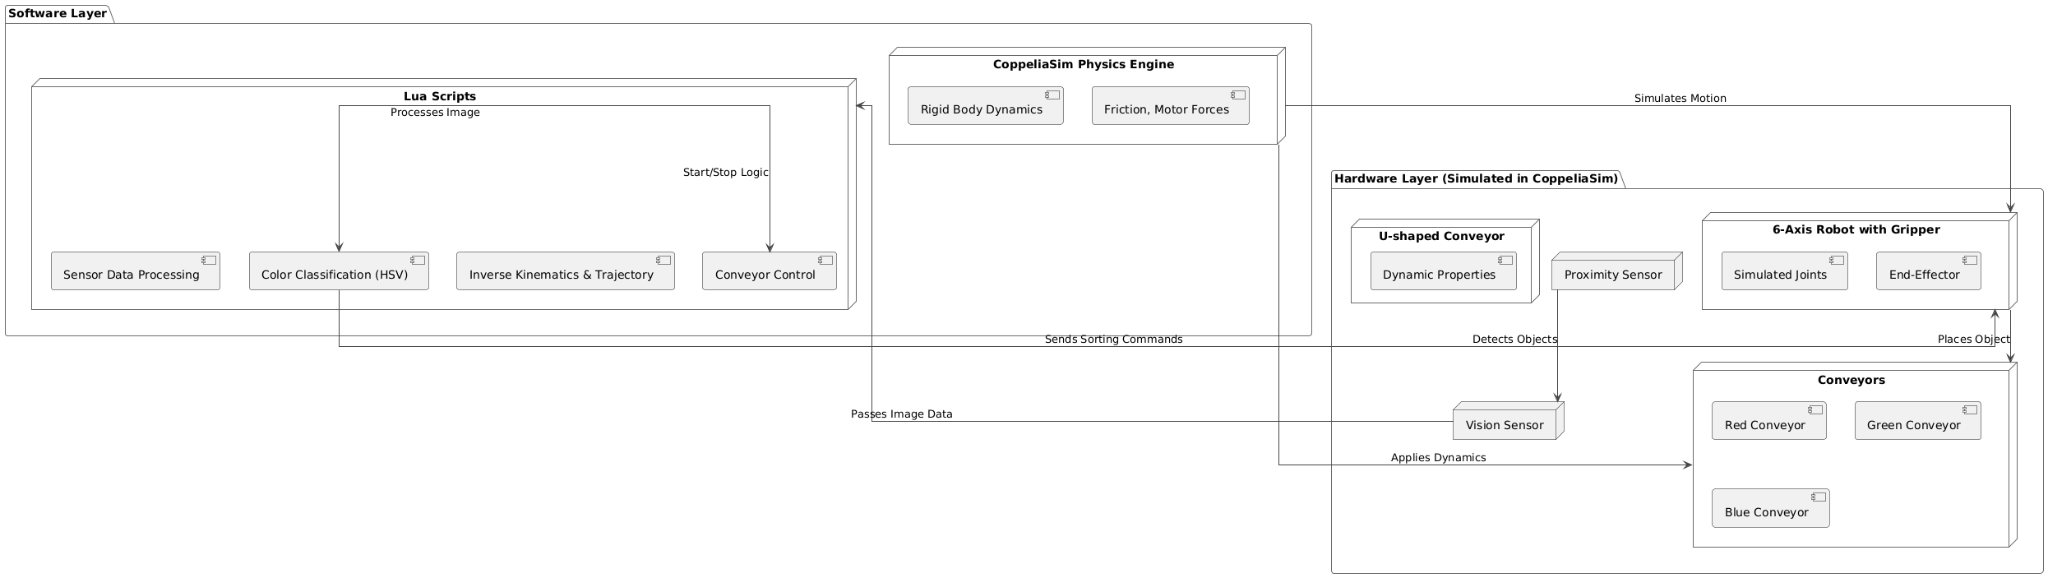 Software Layer
CoppeliaSim Physics Engine
Rigid Body Dynamics
Friction, Motor Forces
Lua Scripts
Processes Image
Start/Stop Logic
Sensor Data Processing
Color Classification (HSV)
Inverse Kinematics & Trajectory
Conveyor Control
Simulates Motion
Hardware Layer (Simulated in CoppeliaSim)
U-shaped Conveyor
Dynamic Properties
Proximity Sensor
6-Axis Robot with Gripper
Simulated Joints
End-Effector
Sends Sorting Commands
Detects Objects
Places Object
Passes Image Data
Vision Sensor
Applies Dynamics
Conveyors
Red Conveyor
Green Conveyor
Blue Conveyor